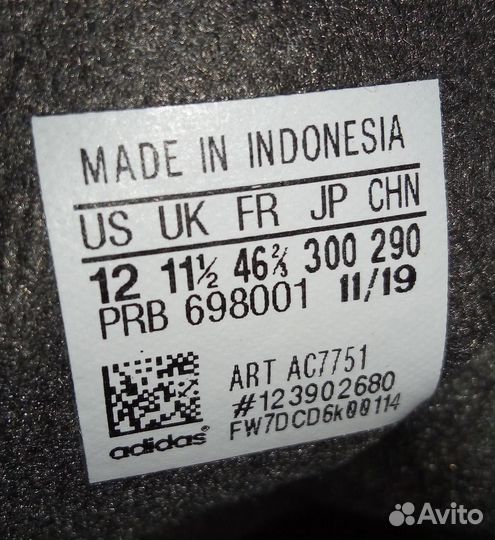 MADE IN INDONESIA
US UK FR JP CHN
12 11½ 46⅔ 300 290
PRB 698001 11/19
ART AC7751
#123902680
FW7DCD6k00114
adidas
Avito